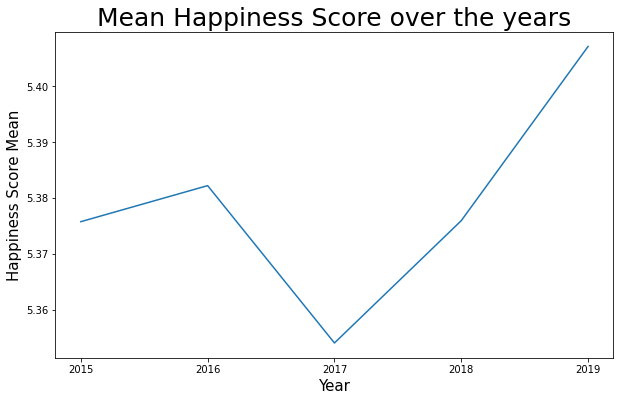 Mean Happiness Score over the years
5.40
5.39
5.38
5.37
5.36
Happiness Score Mean
2015 2016 2017 2018 2019
Year